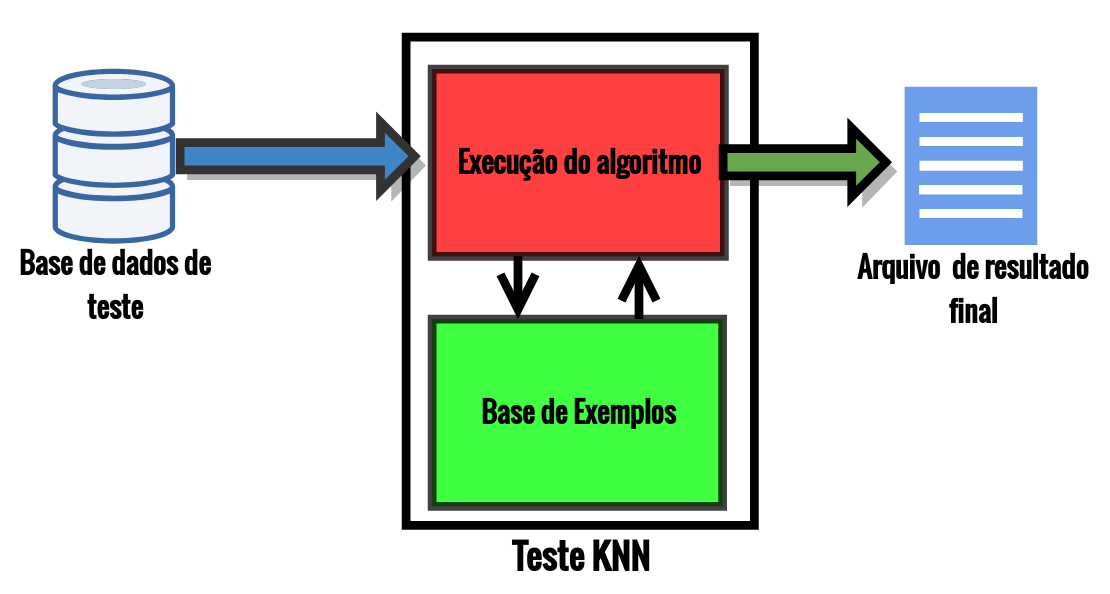 Base de dados de
teste
Execução do algoritmo
Base de Exemplos
Arquivo de resultado
final
Teste KNN